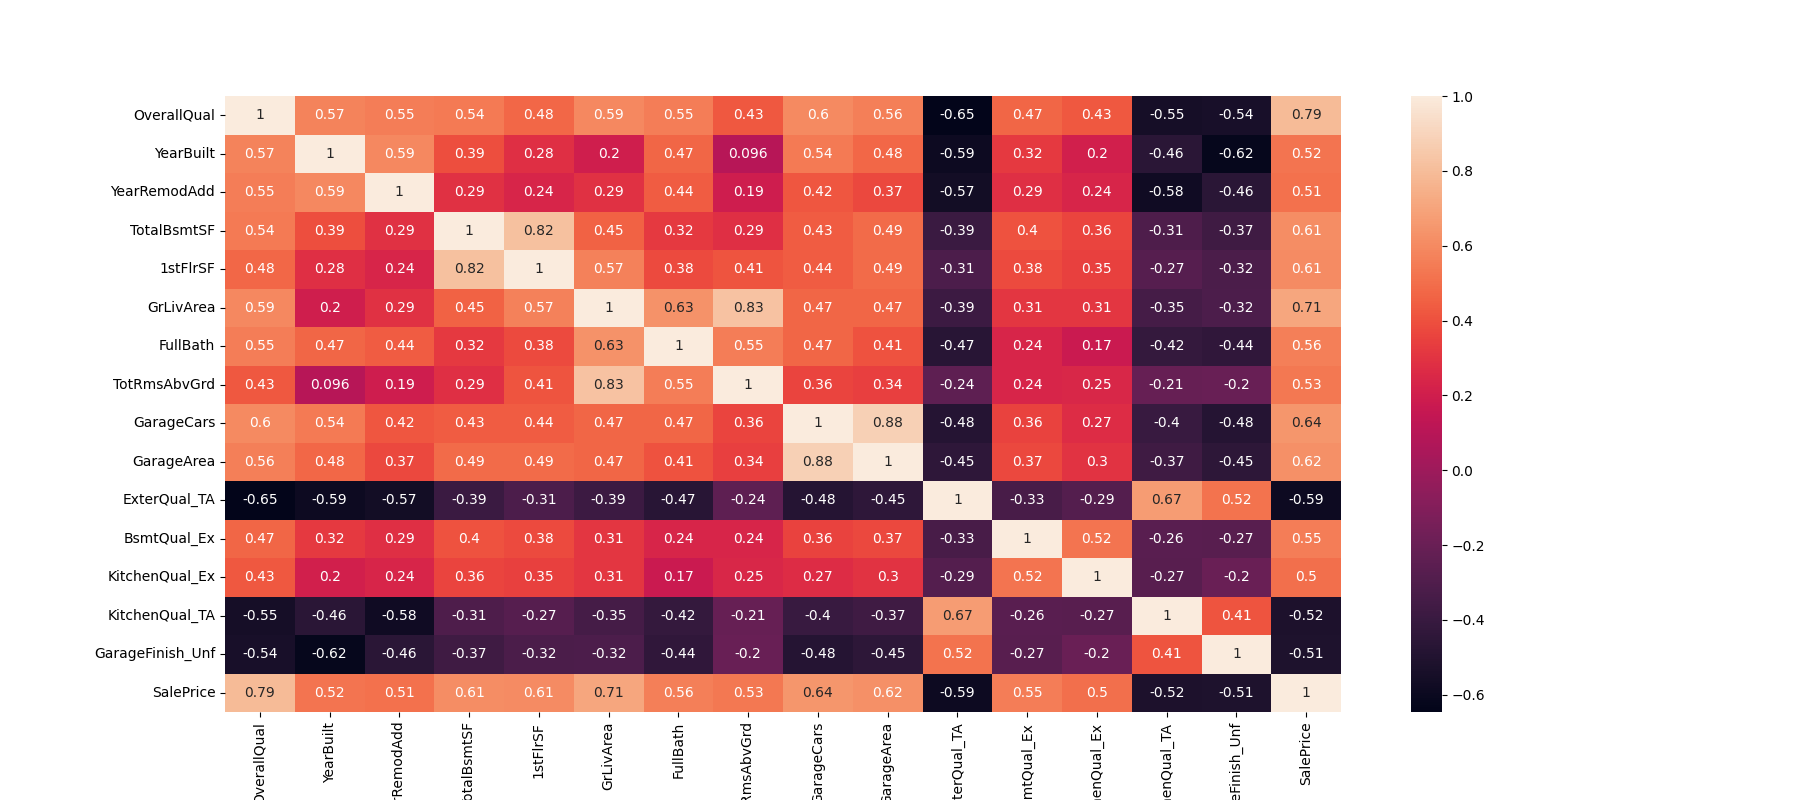 OverallQual 1 0.57 0.55 0.54 0.48 0.59 0.55 0.43 0.6 0.56 -0.65 0.47 0.43 -0.55 -0.54 0.79
YearBuilt 0.57 1 0.59 0.39 0.28 0.2 0.47 0.096 0.54 0.48 -0.59 0.32 0.2 -0.46 -0.62 0.52
YearRemodAdd 0.55 0.59 1 0.29 0.24 0.29 0.44 0.19 0.42 0.37 -0.57 0.29 0.24 -0.58 -0.46 0.51
TotalBsmtSF 0.54 0.39 0.29 1 0.82 0.45 0.32 0.29 0.43 0.49 -0.39 0.4 0.36 -0.31 -0.37 0.61
1stFlrSF 0.48 0.28 0.24 0.82 1 0.57 0.38 0.41 0.44 0.49 -0.31 0.38 0.35 -0.27 -0.32 0.61
GrLivArea 0.59 0.2 0.29 0.45 0.57 1 0.63 0.83 0.47 0.47 -0.39 0.31 0.31 -0.35 -0.32 0.71
FullBath 0.55 0.47 0.44 0.32 0.38 0.63 1 0.55 0.47 0.41 -0.47 0.24 0.17 -0.42 -0.44 0.56
TotRmsAbvGrd 0.43 0.096 0.19 0.29 0.41 0.83 0.55 1 0.36 0.34 -0.24 0.24 0.25 -0.21 -0.2 0.53
GarageCars 0.6 0.54 0.42 0.43 0.44 0.47 0.47 0.36 1 0.88 -0.48 0.36 0.27 -0.4 -0.48 0.64
GarageArea 0.56 0.48 0.37 0.49 0.49 0.47 0.41 0.34 0.88 1 -0.45 0.37 0.3 -0.37 -0.45 0.62
ExterQual_TA -0.65 -0.59 -0.57 -0.39 -0.31 -0.39 -0.47 -0.24 -0.48 -0.45 1 -0.33 -0.29 0.67 0.52 -0.59
BsmtQual_Ex 0.47 0.32 0.29 0.4 0.38 0.31 0.24 0.24 0.36 0.37 -0.33 1 0.52 -0.26 -0.27 0.55
KitchenQual_Ex 0.43 0.2 0.24 0.36 0.35 0.31 0.17 0.25 0.27 0.3 -0.29 0.52 1 -0.27 -0.2 0.5
KitchenQual_TA -0.55 -0.46 -0.58 -0.31 -0.27 -0.35 -0.42 -0.21 -0.4 -0.37 0.67 -0.26 -0.27 1 0.41 -0.52
GarageFinish_Unf -0.54 -0.62 -0.46 -0.37 -0.32 -0.32 -0.44 -0.2 -0.48 -0.45 0.52 -0.27 -0.2 0.41 1 -0.51
SalePrice 0.79 0.52 0.51 0.61 0.61 0.71 0.56 0.53 0.64 0.62 -0.59 0.55 0.5 -0.52 -0.51 1
OverallQual
YearBuilt
rRemodAdd
otalBsmtSF
1stFlrSF
GrLivArea
FullBath
RmsAbvGrd
GarageCars
GarageArea
terQual_TA
mtQual_Ex
henQual_Ex
henQual_TA
eFinish_Unf
SalePrice
1.0
0.8
0.6
0.4
0.2
0.0
−0.2
−0.4
−0.6